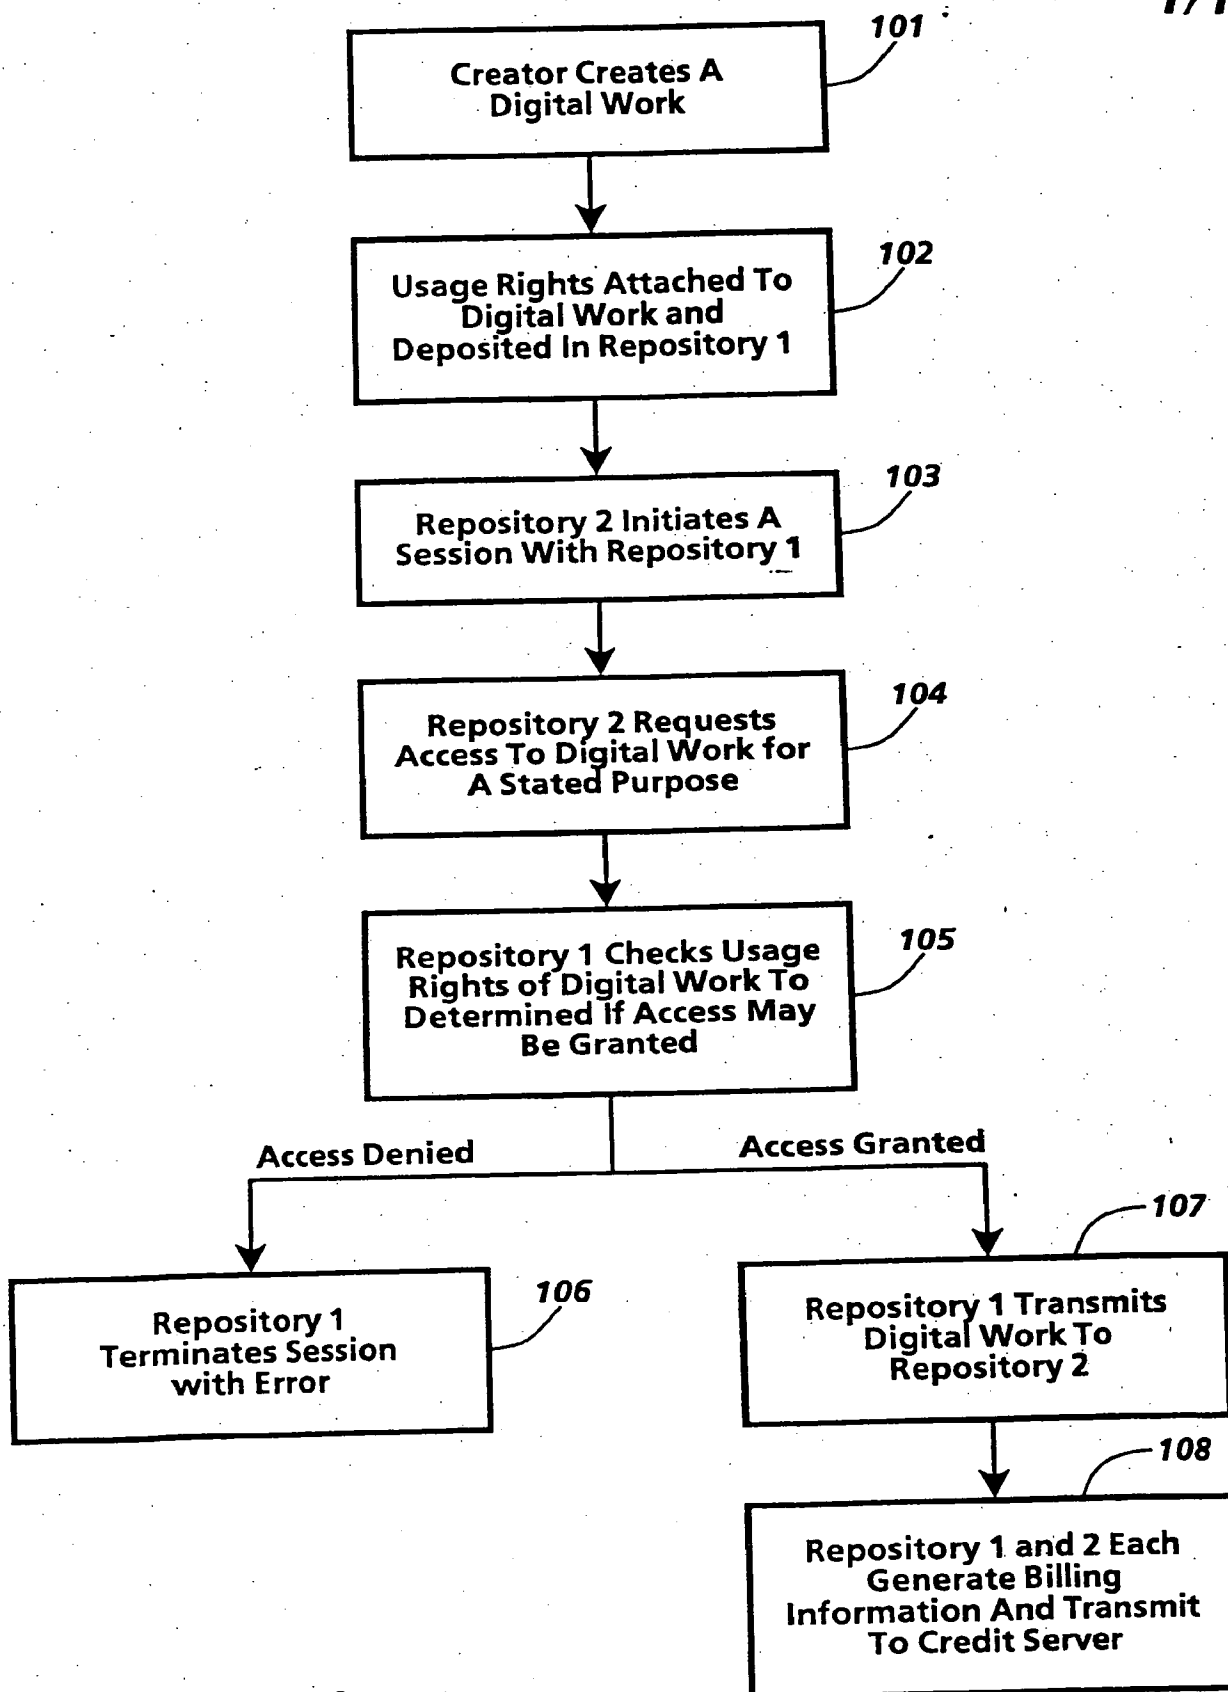 101
Creator Creates A
Digital Work
102
Usage Rights Attached To
Digital Work and
Deposited In Repository 1
103
Repository 2 Initiates A
Session With Repository 1
104
Repository 2 Requests
Access To Digital Work for
A Stated Purpose
105
Repository 1 Checks Usage
Rights of Digital Work To
Determined If Access May
Be Granted
Access Denied
Access Granted
107
106
Repository 1
Terminates Session
with Error
Repository 1 Transmits
Digital Work To
Repository 2
108
Repository 1 and 2 Each
Generate Billing
Information And Transmit
To Credit Server